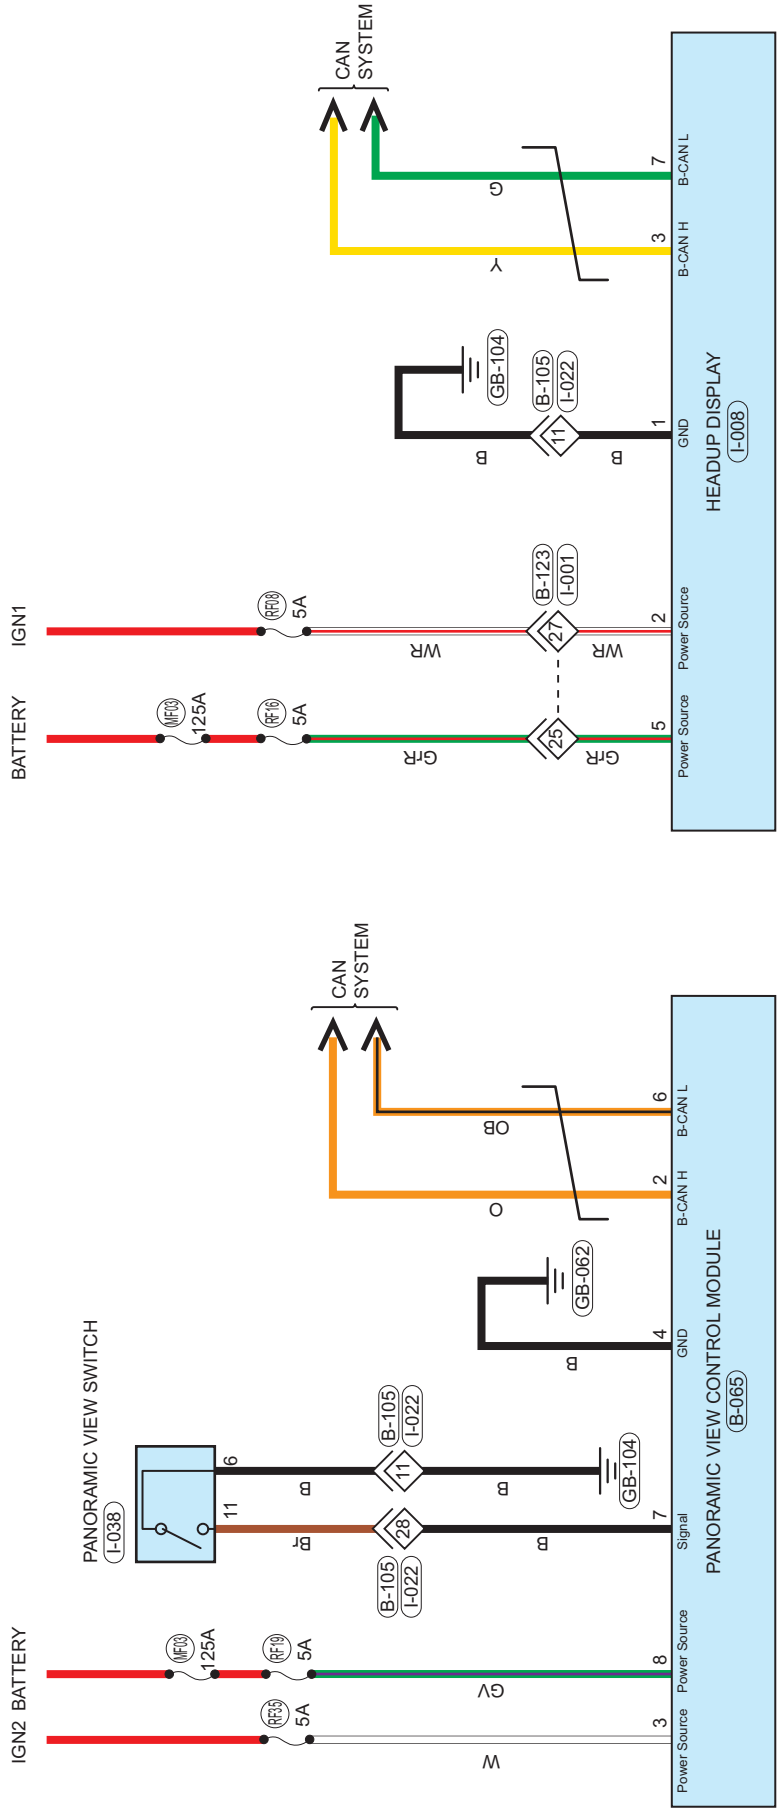 IGN2
BATTERY
MF03
125A
RF35
5A
RF19
5A
W
GV
3
Power Source
8
Power Source
PANORAMIC VIEW SWITCH
I-038
11
6
Br
B
B-105
I-022
28
11
B-105
I-022
B
B
GB-104
7
Signal
B
GB-062
4
GND
CAN
SYSTEM
O
OB
2
B-CAN H
6
B-CAN L
PANORAMIC VIEW CONTROL MODULE
B-065
BATTERY
IGN1
MF03
125A
RF16
5A
RF08
5A
GrR
WR
25
27
B-123
I-001
GrR
WR
5
Power Source
2
Power Source
GB-104
B
11
B-105
I-022
B
1
GND
CAN
SYSTEM
Y
G
3
B-CAN H
7
B-CAN L
HEADUP DISPLAY
I-008